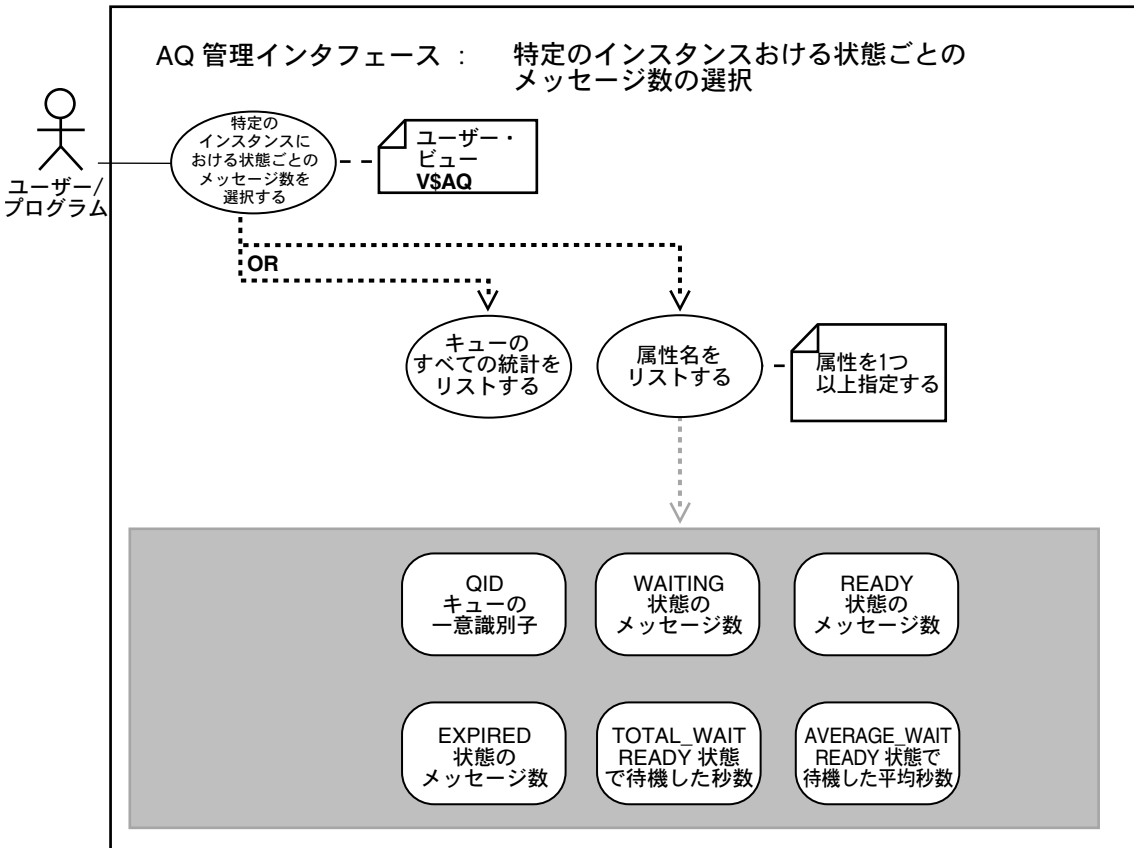 AQ 管理インタフェース : 特定のインスタンスおける状態ごとの
メッセージ数の選択
ユーザー/
プログラム
特定の
インスタンスに
おける状態ごとの
メッセージ数を
選択する
ユーザー・
ビュー
V$AQ
OR
キューの
すべての統計を
リストする
属性名を
リストする
属性を1つ
以上指定する
QID
キューの
一意識別子
WAITING
状態の
メッセージ数
READY
状態の
メッセージ数
EXPIRED
状態の
メッセージ数
TOTAL_WAIT
READY 状態
で待機した秒数
AVERAGE_WAIT
READY 状態で
待機した平均秒数